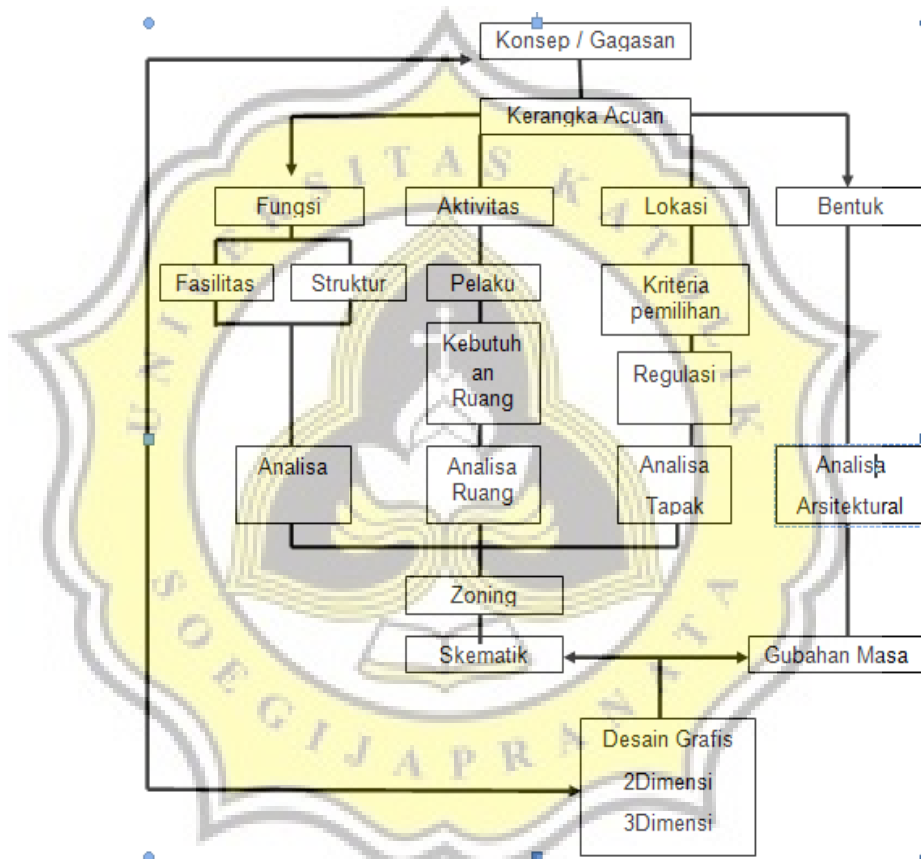 Konsep / Gagasan
Kerangka Acuan
Fungsi
Aktivitas
Lokasi
Bentuk
Fasilitas
Struktur
Pelaku
Kriteria
pemilihan
Kebutuh
an
Ruang
Regulasi
Analisa
Analisa
Ruang
Analisa
Tapak
Analisa
Arsitektural
Zoning
Skematik
Gubahan Masa
Desain Grafis
2Dimensi
3Dimensi
UNIVERSITAS KATOLIK
SOEGIJAPRANATA